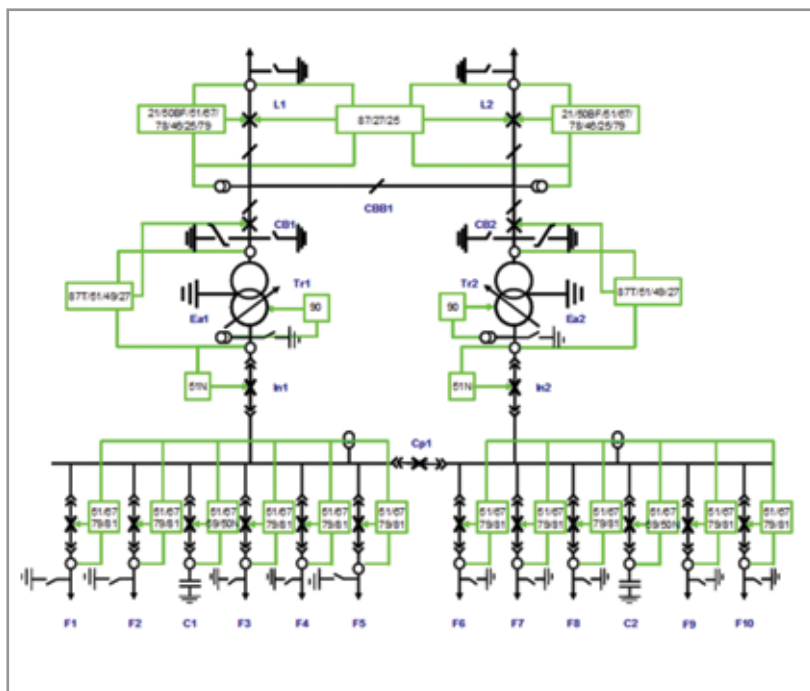 L1
L2
21/50BF/51/67/
78/46/25/79
87/27/25
21/50BF/51/67/
78/46/25/79
CBB1
CB1
CB2
87T/51/49/27
Tr1
90
Ea1
Tr2
90
Ea2
87T/51/49/27
51N
In1
51N
In2
Cp1
51/67
79/81
51/67
79/81
51/67
59/50N
51/67
79/81
51/67
79/81
51/67
79/81
51/67
79/81
51/67
79/81
51/67
79/81
51/67
59/50N
51/67
79/81
51/67
79/81
F1 F2 C1 F3 F4 F5 F6 F7 F8 C2 F9 F10